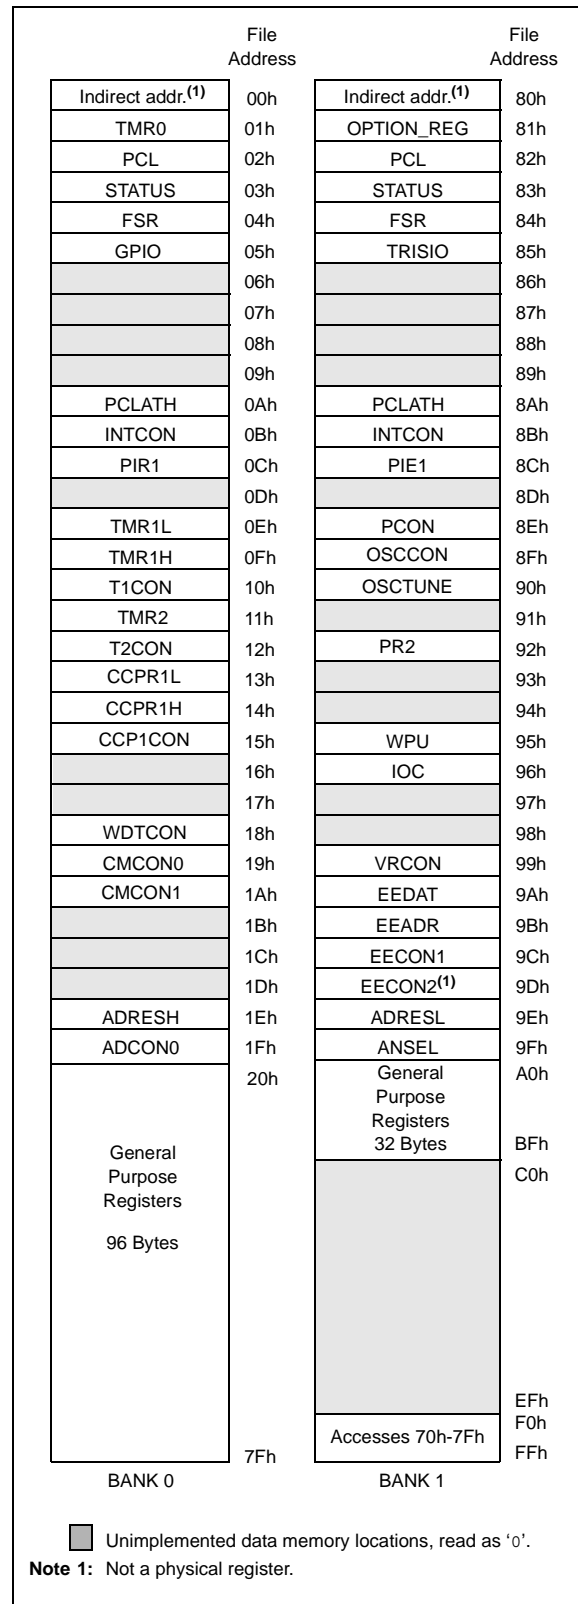 File Address File Address
Indirect addr.(1) 00h Indirect addr.(1) 80h
TMR0 01h OPTION_REG 81h
PCL 02h PCL 82h
STATUS 03h STATUS 83h
FSR 04h FSR 84h
GPIO 05h TRISIO 85h
06h 86h
07h 87h
08h 88h
09h 89h
PCLATH 0Ah PCLATH 8Ah
INTCON 0Bh INTCON 8Bh
PIR1 0Ch PIE1 8Ch
0Dh 8Dh
TMR1L 0Eh PCON 8Eh
TMR1H 0Fh OSCCON 8Fh
T1CON 10h OSCTUNE 90h
TMR2 11h 91h
T2CON 12h PR2 92h
CCPR1L 13h 93h
CCPR1H 14h 94h
CCP1CON 15h WPU 95h
16h IOC 96h
17h 97h
WDTCON 18h 98h
CMCON0 19h VRCON 99h
CMCON1 1Ah EEDAT 9Ah
1Bh EEADR 9Bh
1Ch EECON1 9Ch
1Dh EECON2(1) 9Dh
ADRESH 1Eh ADRESL 9Eh
ADCON0 1Fh ANSEL 9Fh
20h General A0h
Purpose
Registers
32 Bytes BFh
General
Purpose
Registers
96 Bytes
C0h
EFh
F0h
Accesses 70h-7Fh
7Fh FFh
BANK 0 BANK 1
Unimplemented data memory locations, read as ‘0’.
Note 1: Not a physical register.